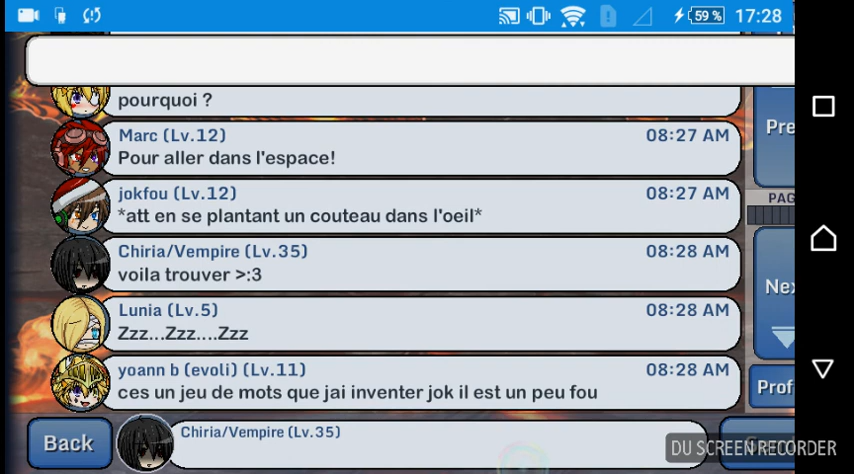 59 % 17:28
pourquoi ?
Marc (Lv.12) 08:27 AM
Pour aller dans l'espace!
jokfou (Lv.12) 08:27 AM
*att en se plantant un couteau dans l'oeil*
Chiria/Vempire (Lv.35) 08:28 AM
voila trouver >:3
Lunia (Lv.5) 08:28 AM
Zzz...Zzz....Zzz
yoann b (evoli) (Lv.11) 08:28 AM
ces un jeu de mots que jai inventer jok il est un peu fou
Pre
PAG
Nex
Prof
Back
Chiria/Vempire (Lv.35)
DU SCREEN RECORDER